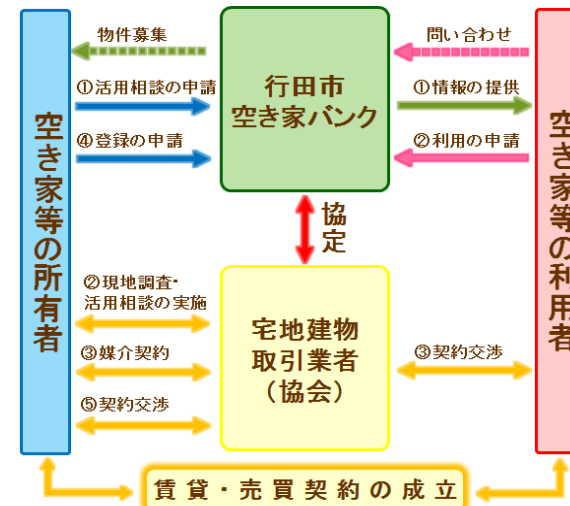 物件募集
問い合わせ
①活用相談の申請
④登録の申請
行田市
空き家バンク
①情報の提供
②利用の申請
空き家等の所有者
空き家等の利用者
協定
②現地調査・
活用相談の実施
③媒介契約
⑤契約交渉
宅地建物
取引業者
（協会）
③契約交渉
賃貸・売買契約の成立